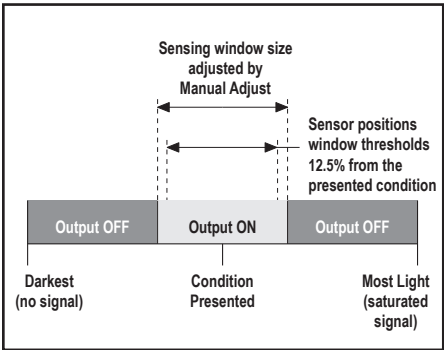 Sensing window size
adjusted by
Manual Adjust
Sensor positions
window thresholds
12.5% from the
presented condition
Output OFF
Output ON
Output OFF
Darkest
(no signal)
Condition
Presented
Most Light
(saturated
signal)